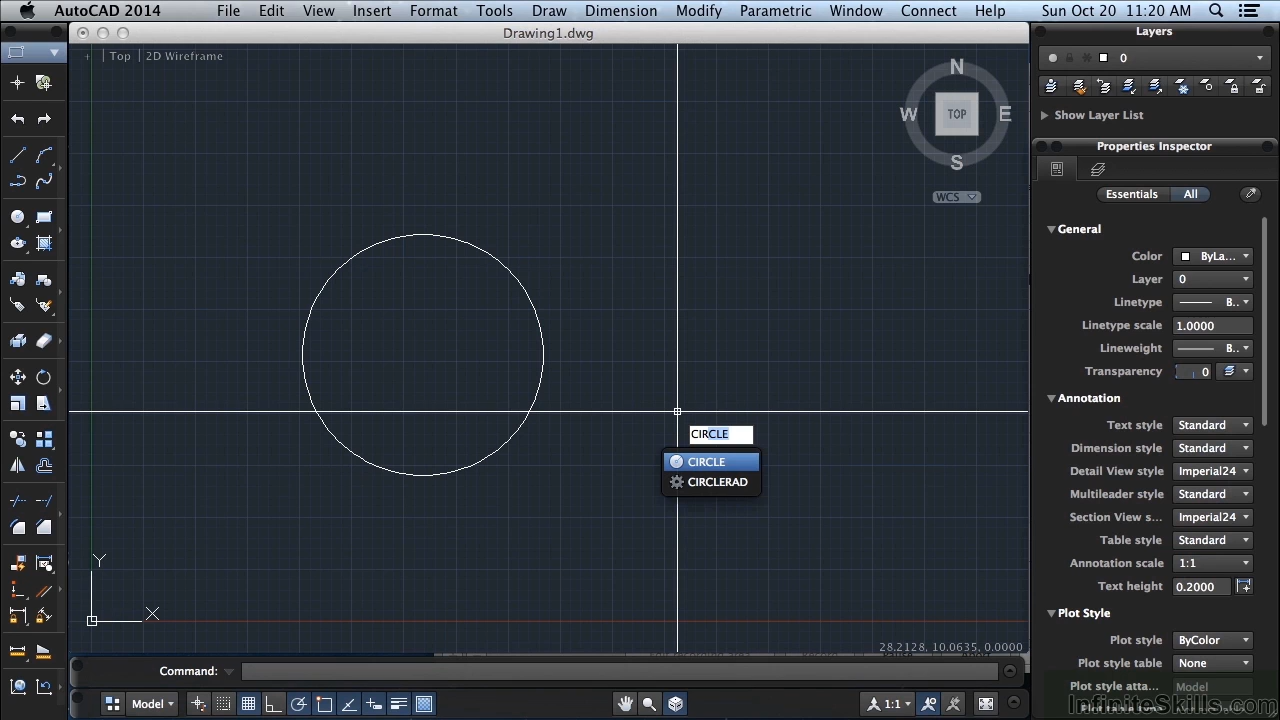 AutoCAD 2014 File Edit View Insert Format Tools Draw Dimension Modify Parametric Window Connect Help Sun Oct 20 11:20 AM
Drawing1.dwg
+ Top 2D Wireframe
N
W TOP E
S
WCS
CIRCLE
CIRCLE
CIRCLERAD
Y
X
28.2128, 10.0635, 0.0000
Command:
Model
1:1
Layers
0
Show Layer List
Properties Inspector
Essentials All
General
Color ByLa...
Layer 0
Linetype B..
Linetype scale 1.0000
Lineweight B..
Transparency 0
Annotation
Text style Standard
Dimension style Standard
Detail View style Imperial24
Multileader style Standard
Section View s... Imperial24
Table style Standard
Annotation scale 1:1
Text height 0.2000
Plot Style
Plot style ByColor
Plot style table None
Plot style atta... Model
InfiniteSkills.com